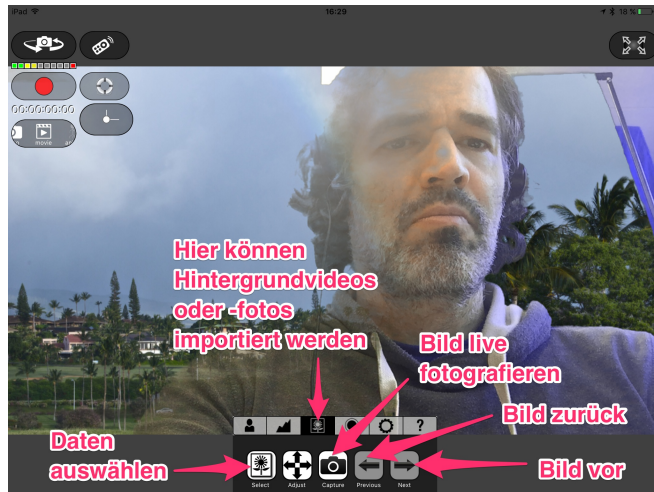 iPad
16:29
18 %
00:00:00:00
movie
Hier können
Hintergrundvideos
oder -fotos
importiert werden
Bild live
fotografieren
Bild zurück
?
Daten
auswählen
Bild vor
Select
Adjust
Capture
Previous
Next